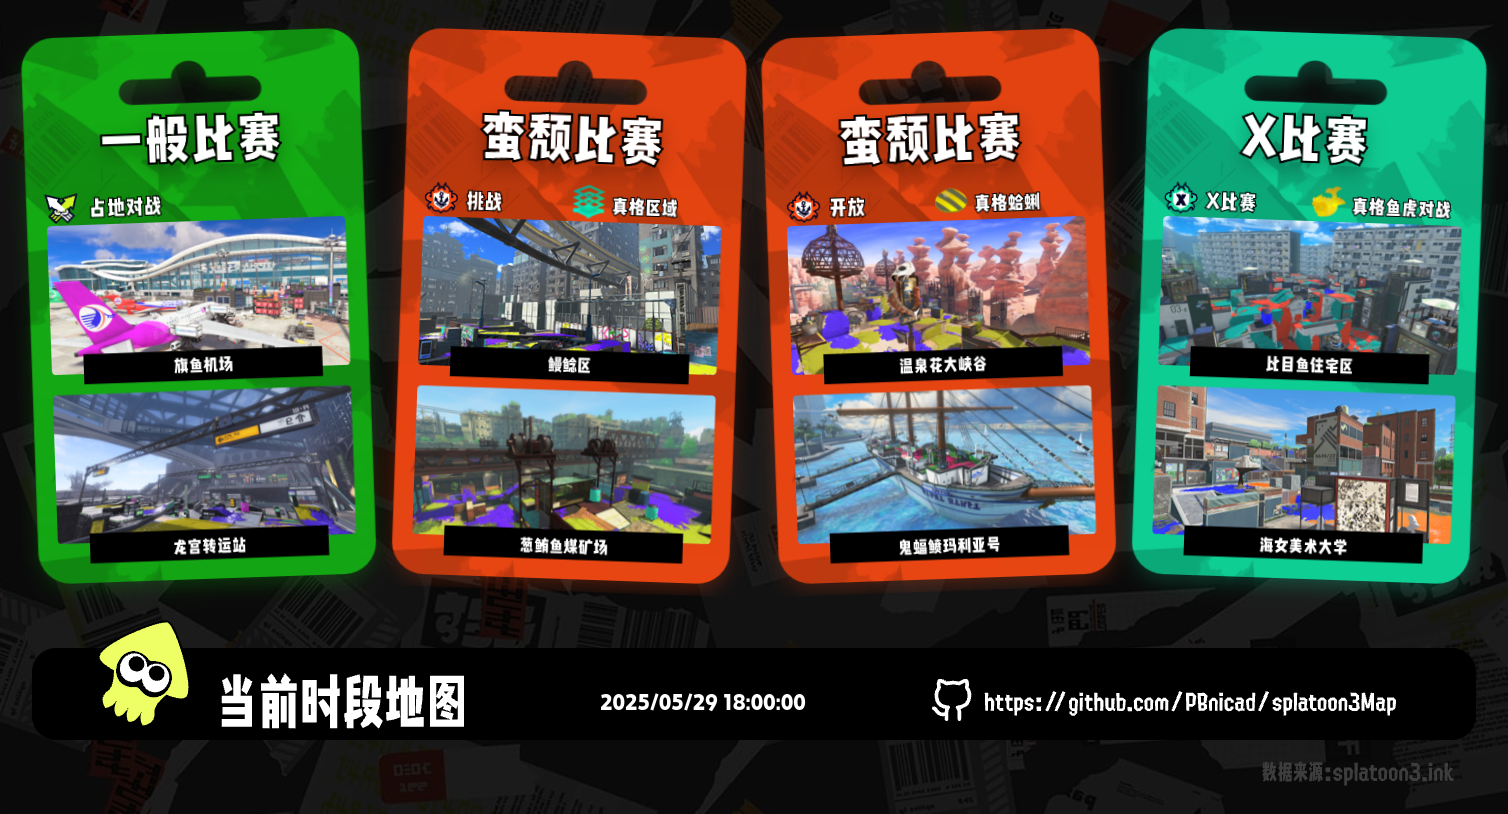 一般比赛
占地对战
旗鱼机场
龙宫转运站
蛮颓比赛
挑战
真格区域
鳗鲶区
葱鲔鱼煤矿场
蛮颓比赛
开放
真格蛤蜊
温泉花大峡谷
鬼蝠鲼玛利亚号
X比赛
X比赛
真格鱼虎对战
比目鱼住宅区
海女美术大学
当前时段地图
2025/05/29 18:00:00
https://github.com/PBnicad/splatoon3Map
数据来源:splatoon3.ink